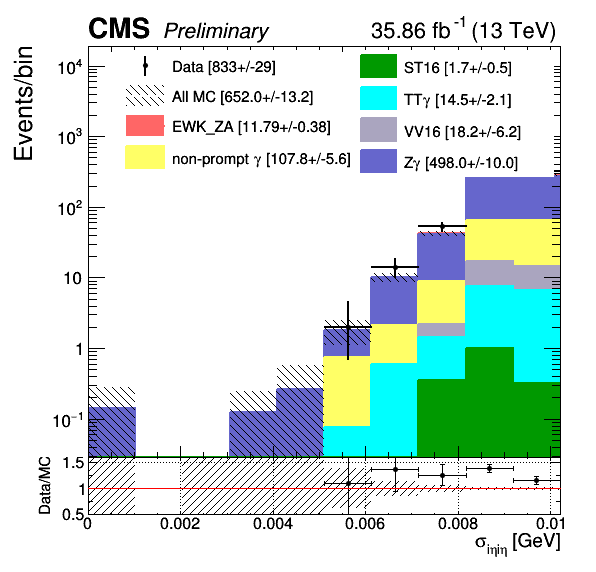 CMS Preliminary 35.86 fb⁻¹ (13 TeV)
Events/bin
Data [833+/-29]
All MC [652.0+/-13.2]
EWK_ZA [11.79+/-0.38]
non-prompt γ [107.8+/-5.6]
ST16 [1.7+/-0.5]
TTγ [14.5+/-2.1]
VV16 [18.2+/-6.2]
Zγ [498.0+/-10.0]
10⁴
10³
10²
10
1
10⁻¹
Data/MC
1.5
1
0.5
0 0.002 0.004 0.006 0.008 0.01
σ_{iηiη} [GeV]